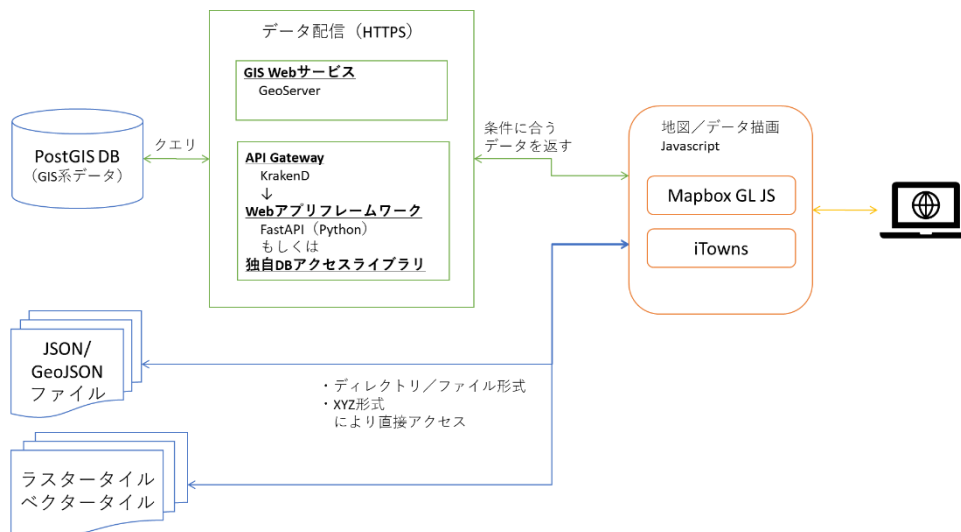 データ配信（HTTPS）
GIS Webサービス
GeoServer
PostGIS DB
（GIS系データ）
クエリ
API Gateway
KrakenD
↓
Webアプリフレームワーク
FastAPI（Python）
もしくは
独自DBアクセスライブラリ
条件に合う
データを返す
地図／データ描画
Javascript
Mapbox GL JS
iTowns
JSON/
GeoJSON
ファイル
・ディレクトリ／ファイル形式
・XYZ形式
により直接アクセス
ラスタータイル
ベクタータイル